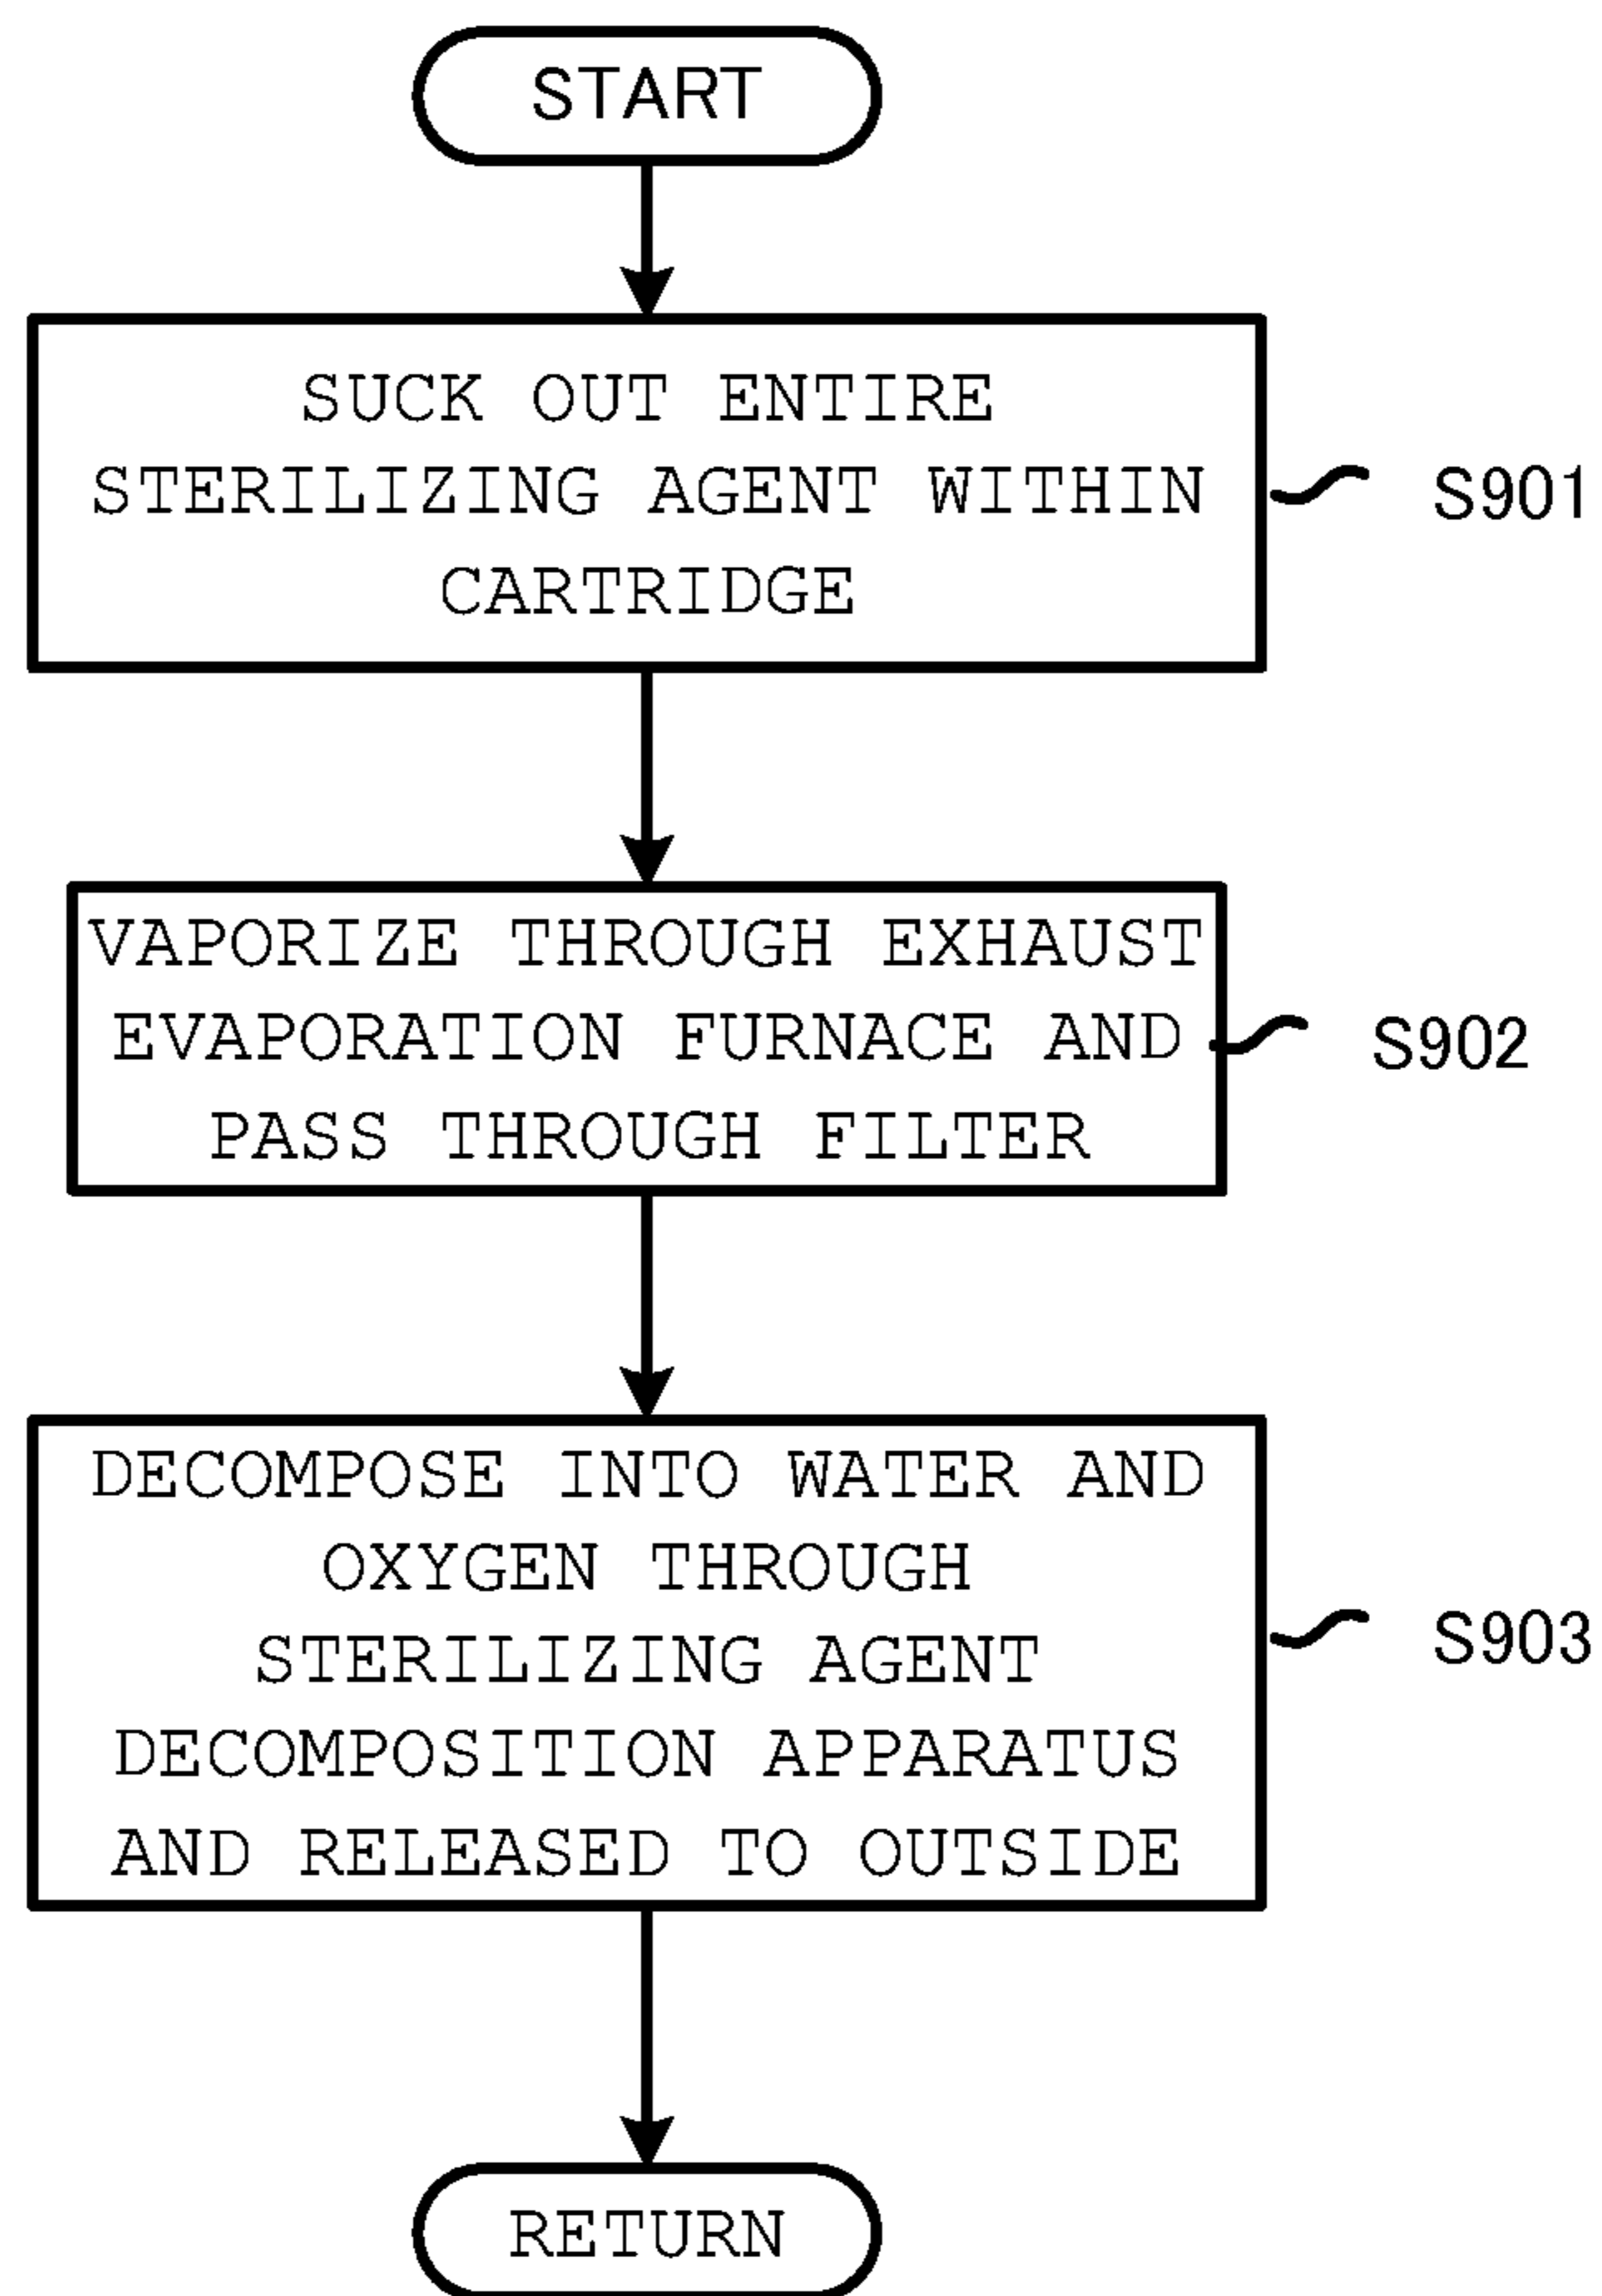 START
SUCK OUT ENTIRE
STERILIZING AGENT WITHIN
CARTRIDGE
S901
VAPORIZE THROUGH EXHAUST
EVAPORATION FURNACE AND
PASS THROUGH FILTER
S902
DECOMPOSE INTO WATER AND
OXYGEN THROUGH
STERILIZING AGENT
DECOMPOSITION APPARATUS
AND RELEASED TO OUTSIDE
S903
RETURN